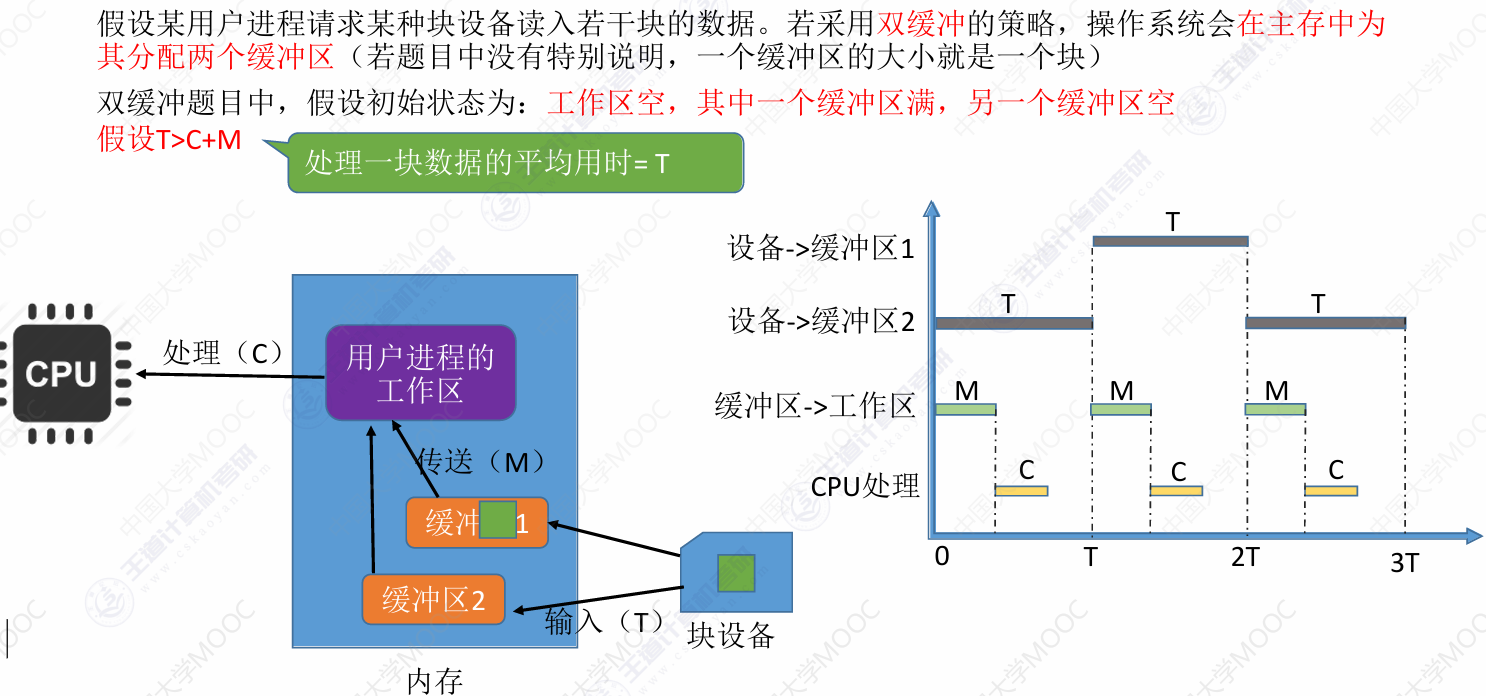 假设某用户进程请求某种块设备读入若干块的数据。若采用双缓冲的策略，操作系统会在主存中为
其分配两个缓冲区（若题目中没有特别说明，一个缓冲区的大小就是一个块）
双缓冲题目中，假设初始状态为：工作区空，其中一个缓冲区满，另一个缓冲区空
假设T>C+M
处理一块数据的平均用时= T
CPU
处理（C）
用户进程的
工作区
传送（M）
缓冲
1
缓冲区2
输入（T）
块设备
内存
设备->缓冲区1
T
设备->缓冲区2
T
T
缓冲区->工作区
M
M
M
CPU处理
C
C
C
0
T
2T
3T
中国大学MOOC
王道计算机考研
www.cskaoyan.com